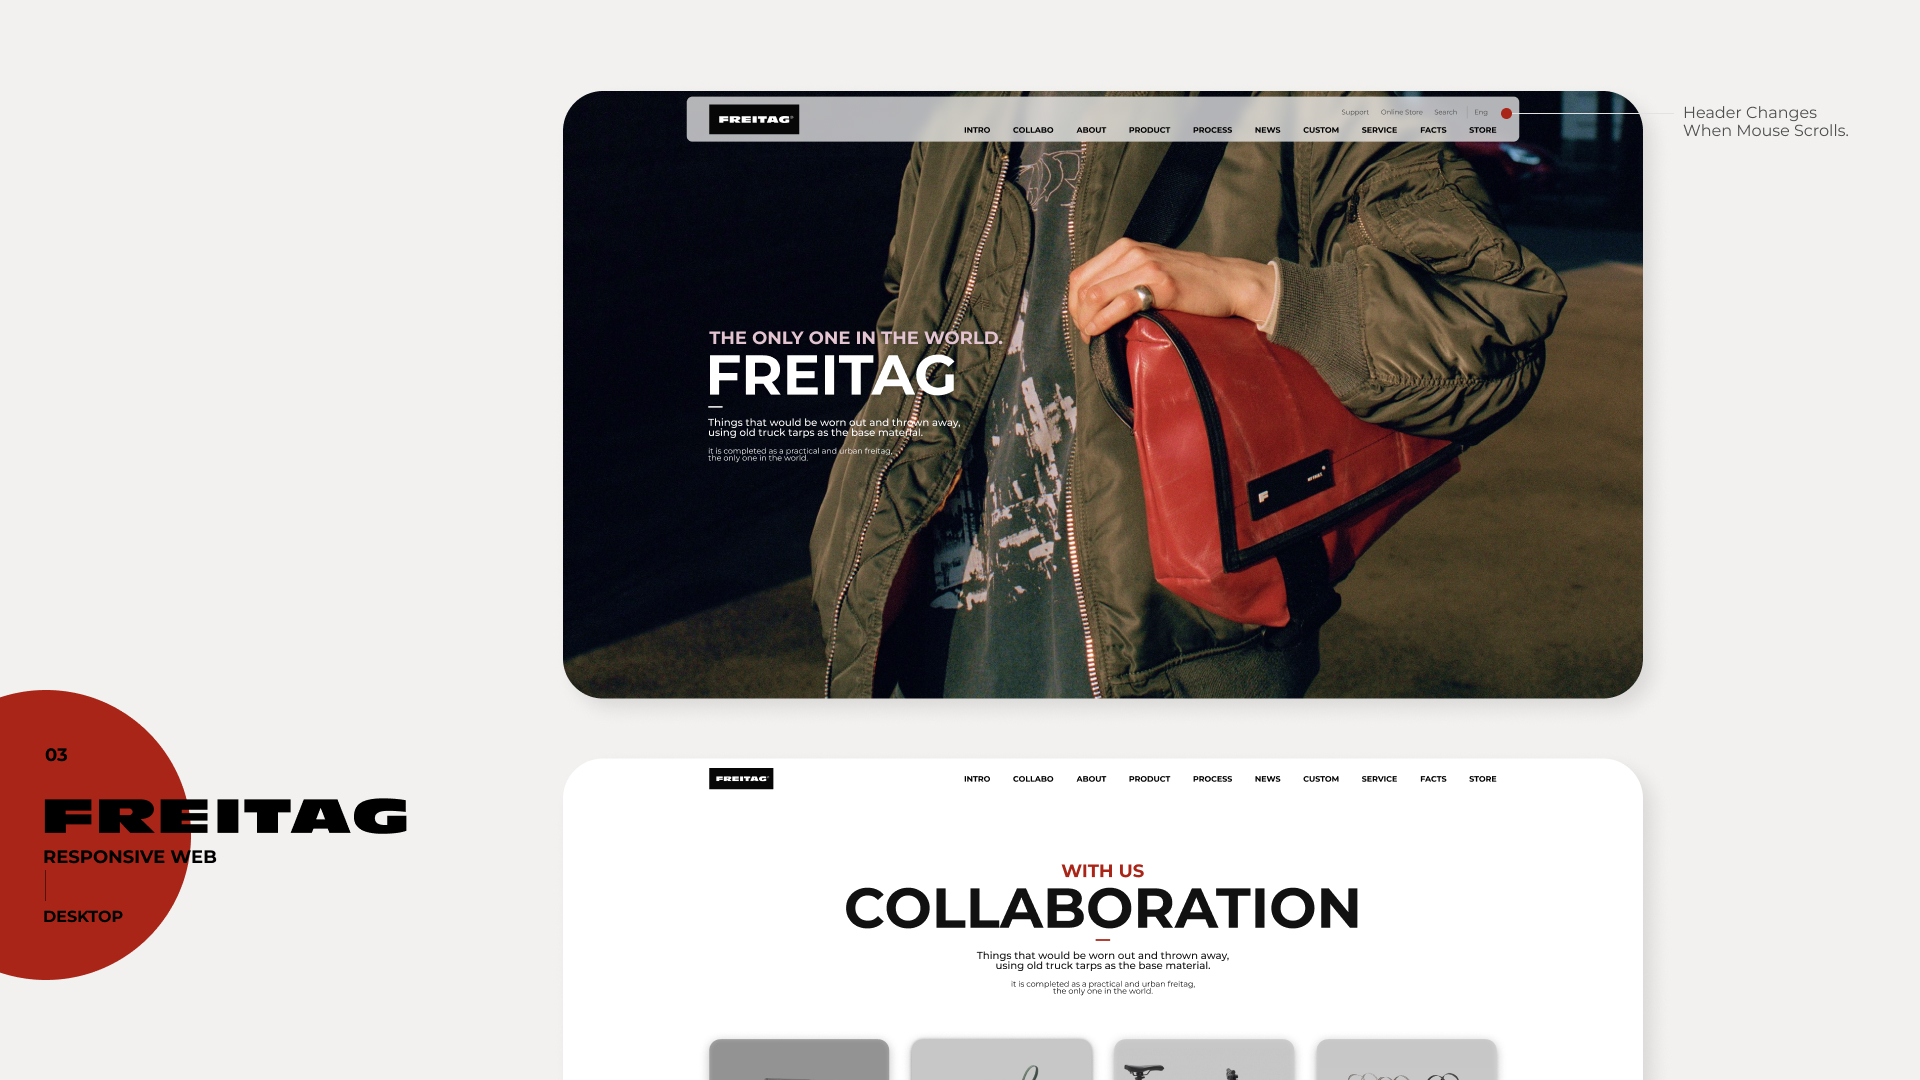 FREITAG
Support Online Store Search Eng
INTRO COLLABO ABOUT PRODUCT PROCESS NEWS CUSTOM SERVICE FACTS STORE
Header Changes
When Mouse Scrolls.
THE ONLY ONE IN THE WORLD.
FREITAG
Things that would be worn out and thrown away,
using old truck tarps as the base material.
it is completed as a practical and urban freitag,
the only one in the world.
F
03
FREITAG
RESPONSIVE WEB
DESKTOP
FREITAG
INTRO COLLABO ABOUT PRODUCT PROCESS NEWS CUSTOM SERVICE FACTS STORE
WITH US
COLLABORATION
Things that would be worn out and thrown away,
using old truck tarps as the base material.
it is completed as a practical and urban freitag,
the only one in the world.